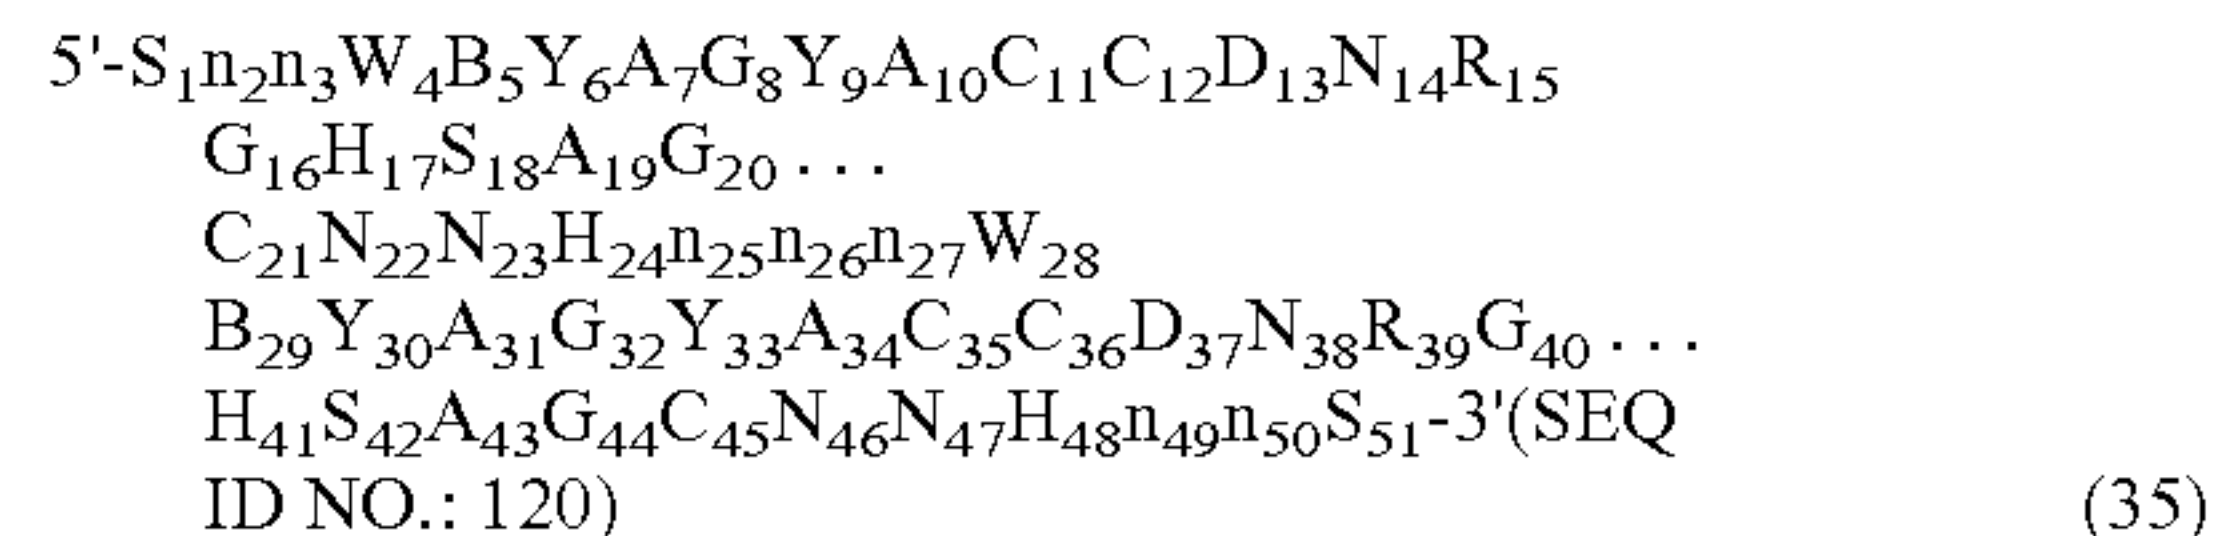 5'-S₁n₂n₃W₄B₅Y₆A₇G₈Y₉A₁₀C₁₁C₁₂D₁₃N₁₄R₁₅
G₁₆H₁₇S₁₈A₁₉G₂₀ . . .
C₂₁N₂₂N₂₃H₂₄n₂₅n₂₆n₂₇W₂₈
B₂₉Y₃₀A₃₁G₃₂Y₃₃A₃₄C₃₅C₃₆D₃₇N₃₈R₃₉G₄₀ . . .
H₄₁S₄₂A₄₃G₄₄C₄₅N₄₆N₄₇H₄₈n₄₉n₅₀S₅₁-3'(SEQ
ID NO.: 120) (35)